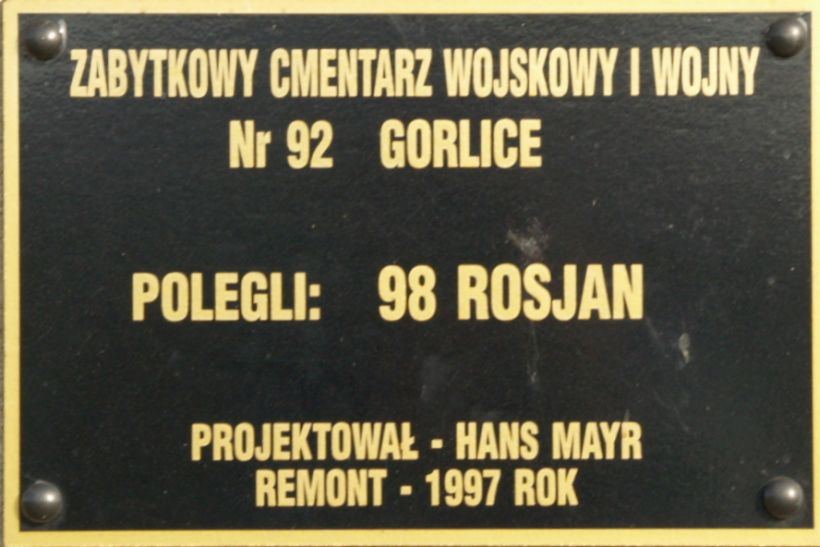 ZABYTKOWY CMENTARZ WOJSKOWY I WOJNY
Nr 92 GORLICE
POLEGLI: 98 ROSJAN
PROJEKTOWAŁ - HANS MAYR
REMONT - 1997 ROK